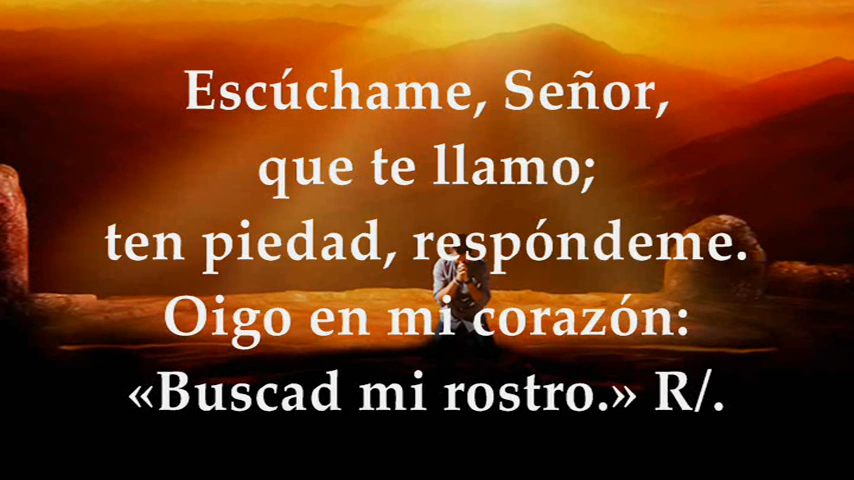 Escúchame, Señor,
que te llamo;
ten piedad, respóndeme.
Oigo en mi corazón:
«Buscad mi rostro.» R/.